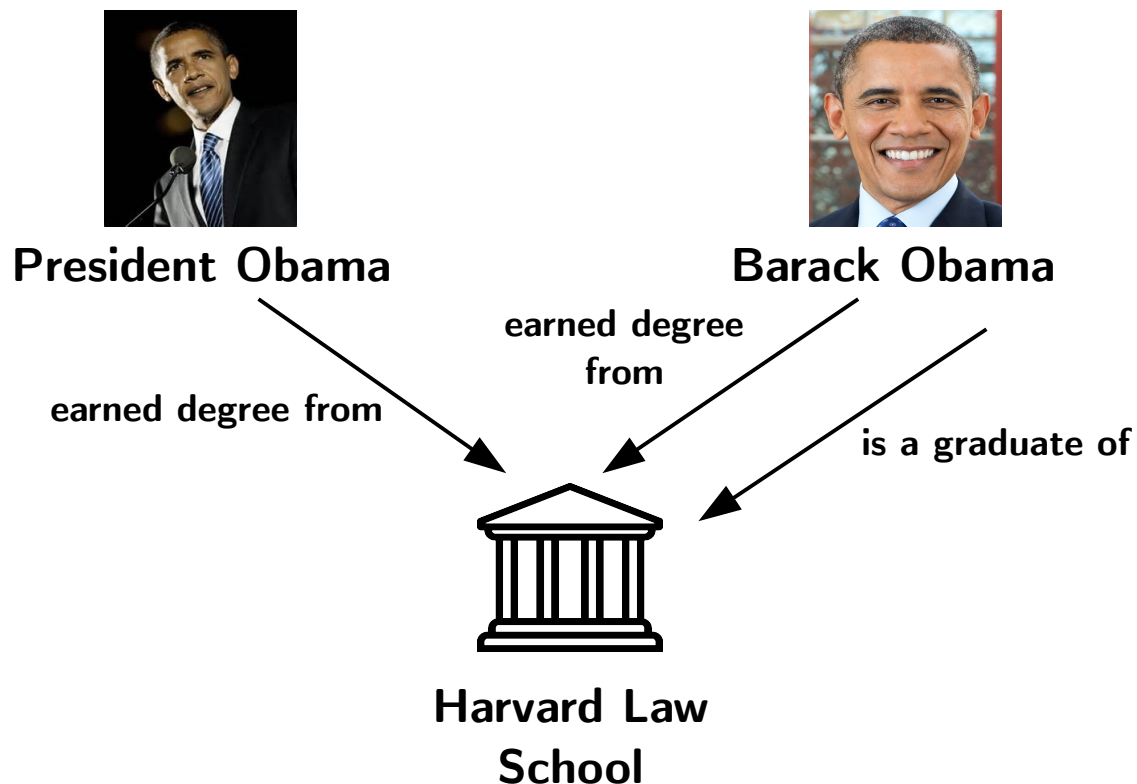 President Obama
Barack Obama
earned degree
from
earned degree from
is a graduate of
Harvard Law
School